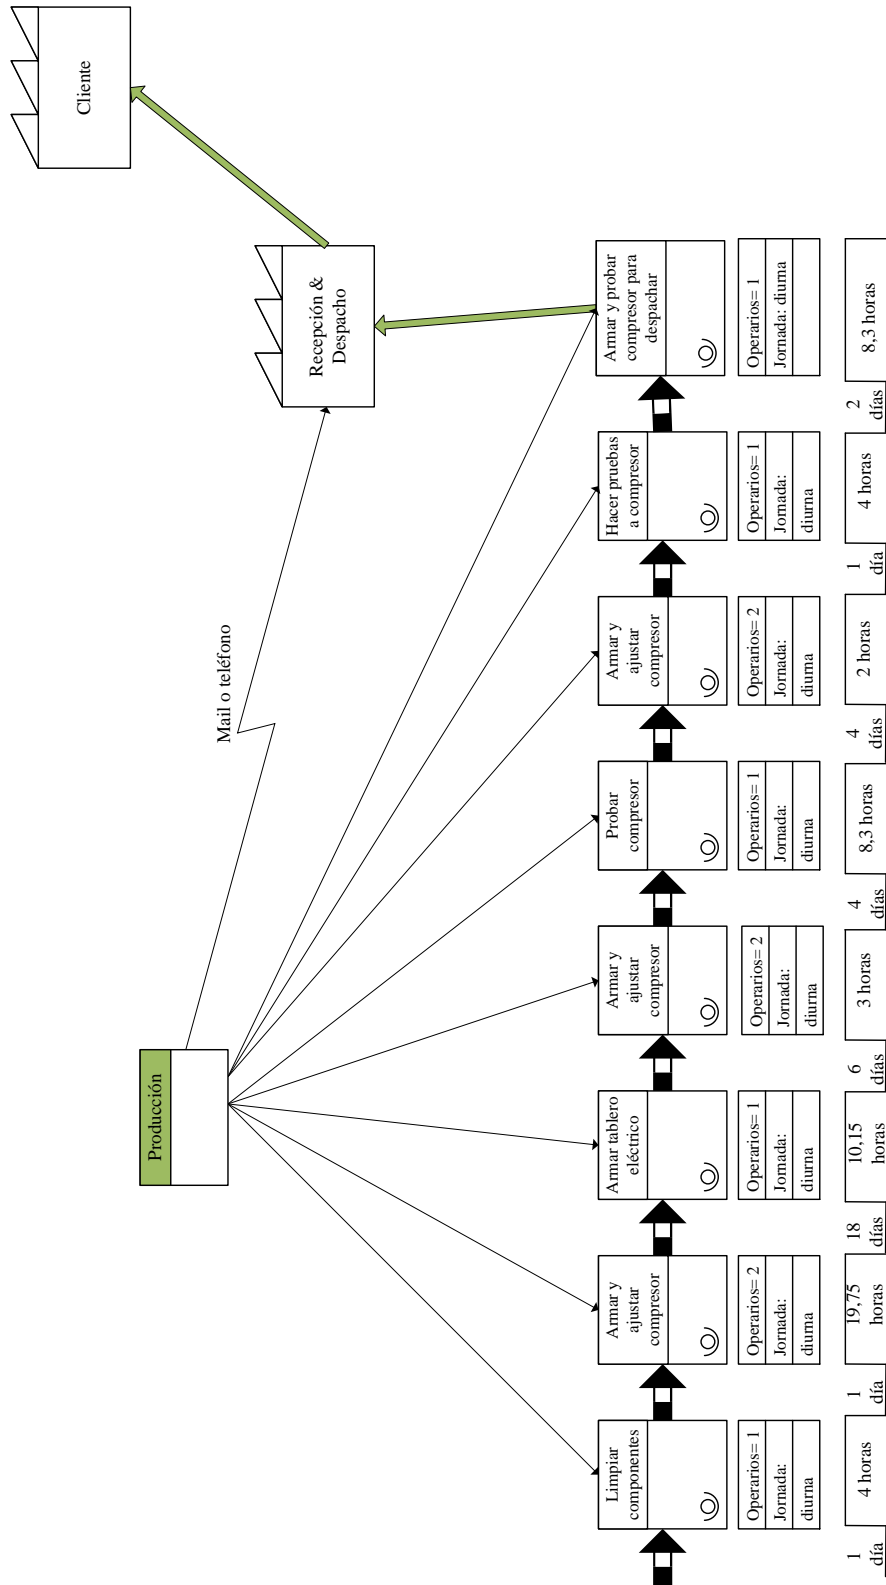 Cliente
Recepción &
Despacho
Mail o teléfono
Producción
Limpiar
componentes
Armar y
ajustar
compresor
Armar tablero
eléctrico
Armar y
ajustar
compresor
Probar
compresor
Armar y
ajustar
compresor
Hacer pruebas
a compresor
Armar y probar
compresor para
despachar
Operarios= 1
Jornada:
diurna
Operarios= 2
Jornada:
diurna
Operarios= 1
Jornada:
diurna
Operarios= 2
Jornada:
diurna
Operarios= 1
Jornada:
diurna
Operarios= 2
Jornada:
diurna
Operarios= 1
Jornada:
diurna
Operarios= 1
Jornada: diurna
1
día
4 horas
1
día
19,75
horas
18
días
10,15
horas
6
días
3 horas
4
días
8,3 horas
4
días
2 horas
1
día
4 horas
2
días
8,3 horas